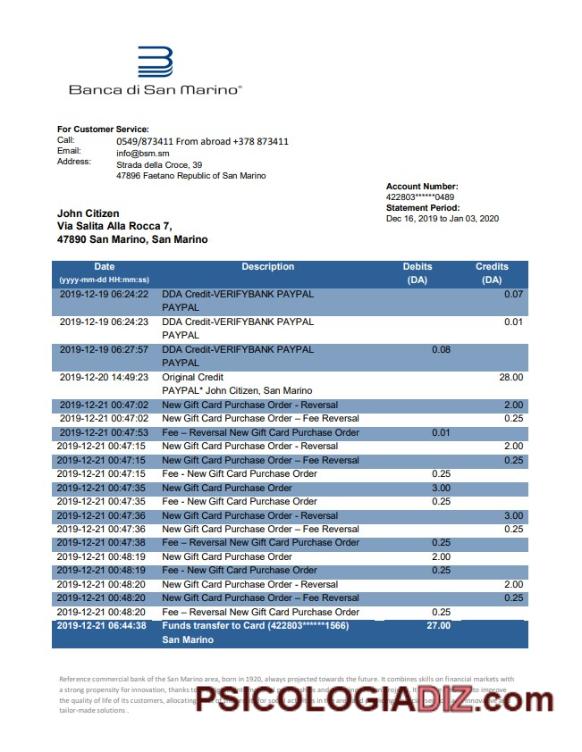 Banca di San Marino®
For Customer Service:
Call: 0549/873411 From abroad +378 873411
Email: info@bsm.sm
Address: Strada della Croce, 39
47896 Faetano Republic of San Marino
Account Number:
422803******0489
Statement Period:
Dec 16, 2019 to Jan 03, 2020
John Citizen
Via Salita Alla Rocca 7,
47890 San Marino, San Marino
Date Description Debits Credits
(yyyy-mm-dd HH:mm:ss) (DA) (DA)
2019-12-19 06:24:22 DDA Credit-VERIFYBANK PAYPAL 0.07
PAYPAL
2019-12-19 06:24:23 DDA Credit-VERIFYBANK PAYPAL 0.01
PAYPAL
2019-12-19 06:27:57 DDA Credit-VERIFYBANK PAYPAL 0.08
PAYPAL
2019-12-20 14:49:23 Original Credit 28.00
PAYPAL* John Citizen, San Marino
2019-12-21 00:47:02 New Gift Card Purchase Order - Reversal 2.00
2019-12-21 00:47:02 New Gift Card Purchase Order – Fee Reversal 0.25
2019-12-21 00:47:53 Fee – Reversal New Gift Card Purchase Order 0.01
2019-12-21 00:47:15 New Gift Card Purchase Order - Reversal 2.00
2019-12-21 00:47:15 New Gift Card Purchase Order – Fee Reversal 0.25
2019-12-21 00:47:15 Fee - New Gift Card Purchase Order 0.25
2019-12-21 00:47:35 New Gift Card Purchase Order 3.00
2019-12-21 00:47:35 Fee - New Gift Card Purchase Order 0.25
2019-12-21 00:47:36 New Gift Card Purchase Order - Reversal 3.00
2019-12-21 00:47:36 New Gift Card Purchase Order – Fee Reversal 0.25
2019-12-21 00:47:38 Fee – Reversal New Gift Card Purchase Order 0.25
2019-12-21 00:48:19 New Gift Card Purchase Order 2.00
2019-12-21 00:48:19 Fee - New Gift Card Purchase Order 0.25
2019-12-21 00:48:20 New Gift Card Purchase Order - Reversal 2.00
2019-12-21 00:48:20 New Gift Card Purchase Order – Fee Reversal 0.25
2019-12-21 00:48:20 Fee – Reversal New Gift Card Purchase Order 0.25
2019-12-21 06:44:38 Funds transfer to Card (422803******1566) 27.00
San Marino
Reference commercial bank of the San Marino area, born in 1920, always projected towards the future. It combines skills on financial markets with
a strong propensity for innovation, thanks to improve
the quality of life of its customers, allocating
tailor-made solutions .
PSICOLOGIADIZ.com